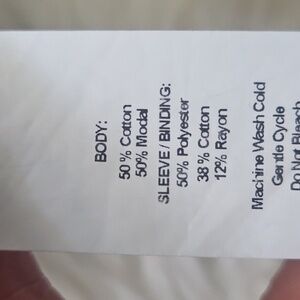 BODY:
50% Cotton
50% Modal
SLEEVE / BINDING:
50% Polyester
38% Cotton
12% Rayon
Machine Wash Cold
Gentle Cycle
Do Not Bleach